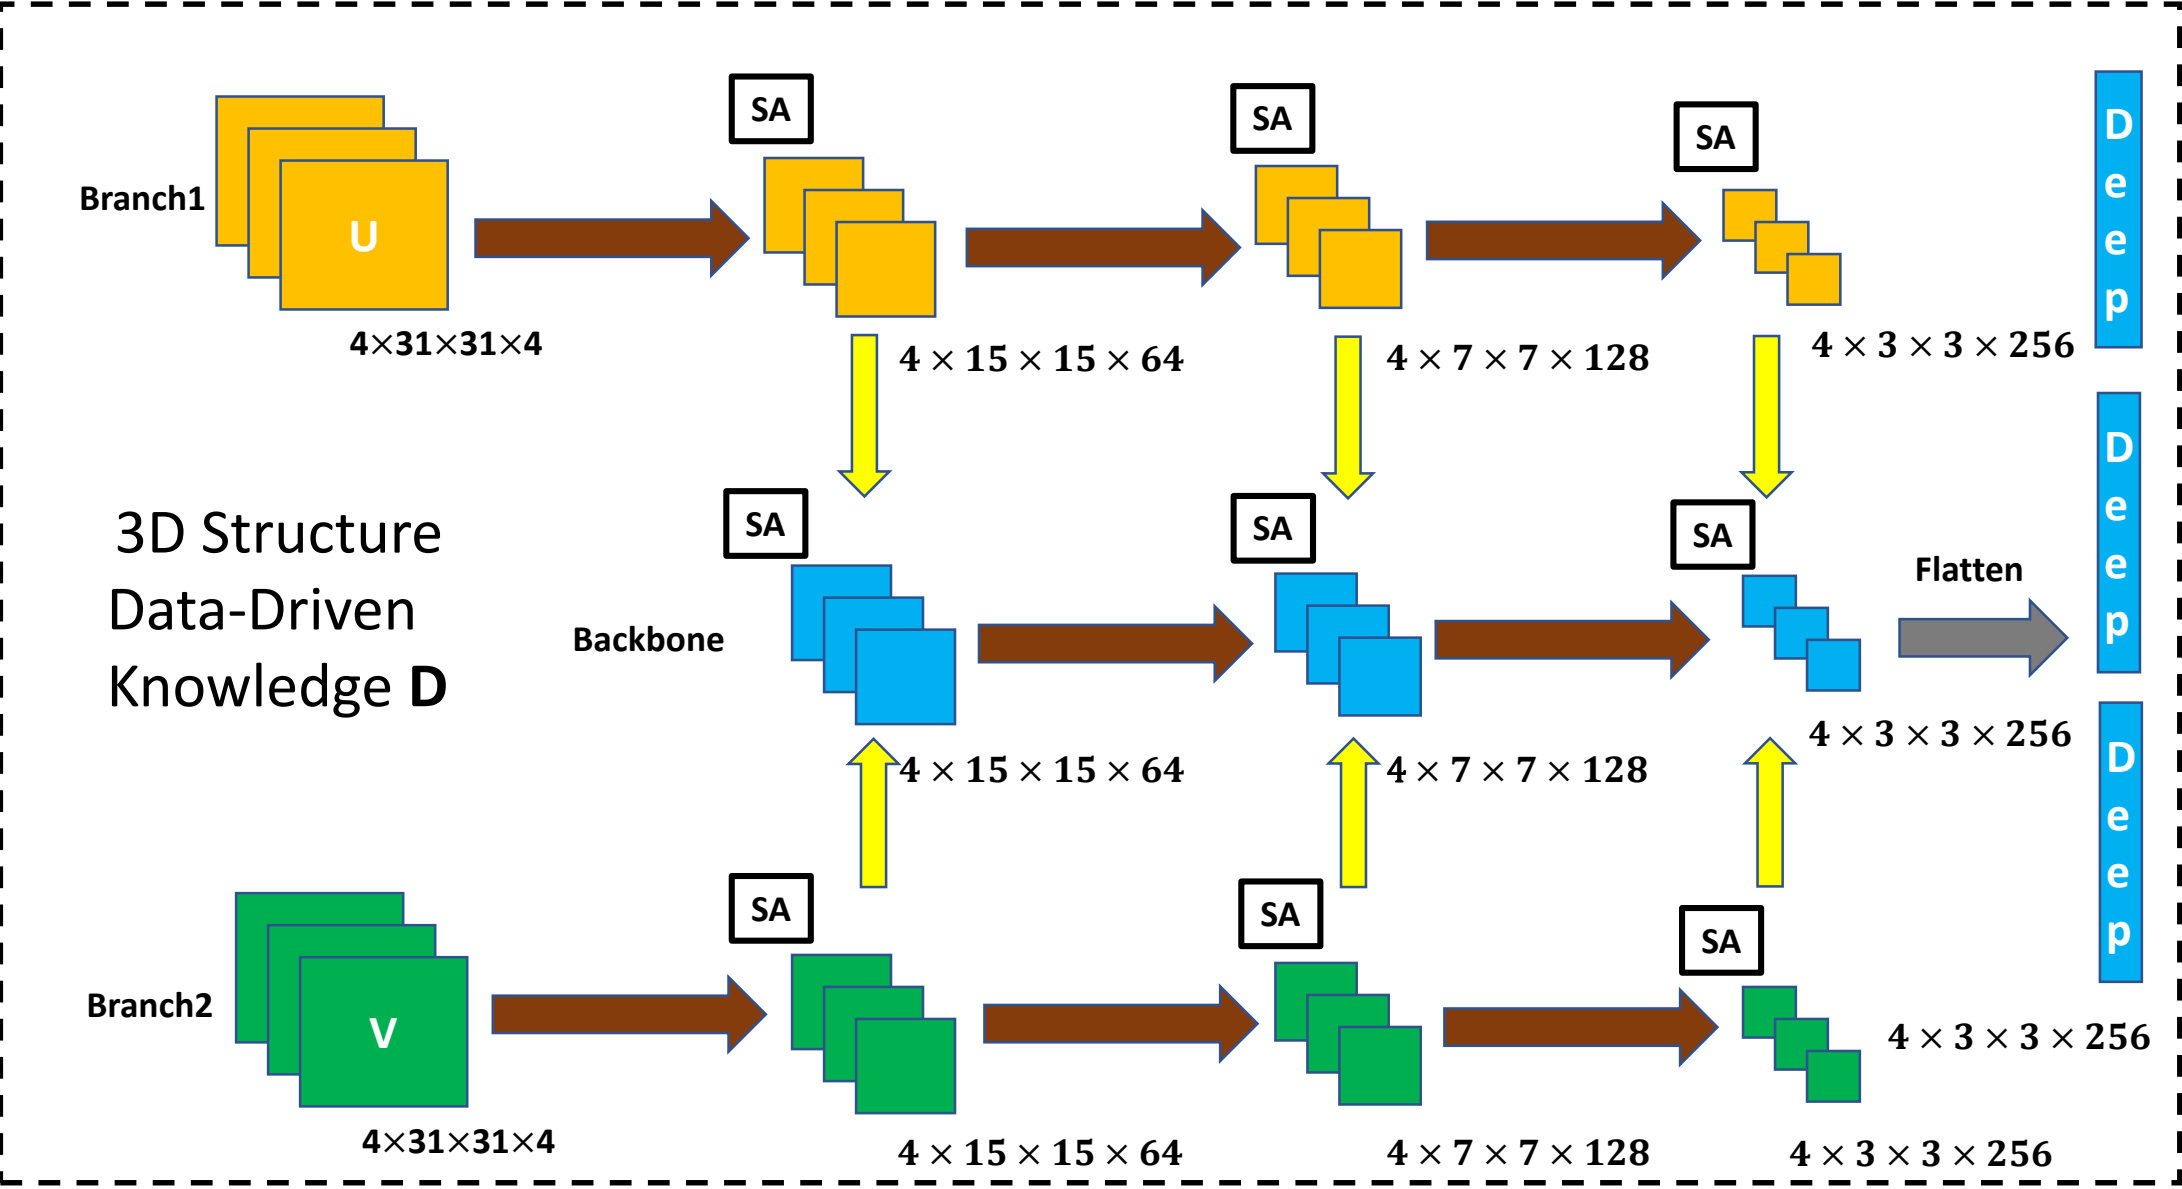 SA
SA
SA
Branch1
U
4×31×31×4
4 × 15 × 15 × 64
4 × 7 × 7 × 128
4 × 3 × 3 × 256
Deep
3D Structure
Data-Driven
Knowledge D
Backbone
SA
SA
SA
Flatten
Deep
4 × 15 × 15 × 64
4 × 7 × 7 × 128
4 × 3 × 3 × 256
SA
SA
SA
Deep
Branch2
V
4 × 3 × 3 × 256
4×31×31×4
4 × 15 × 15 × 64
4 × 7 × 7 × 128
4 × 3 × 3 × 256